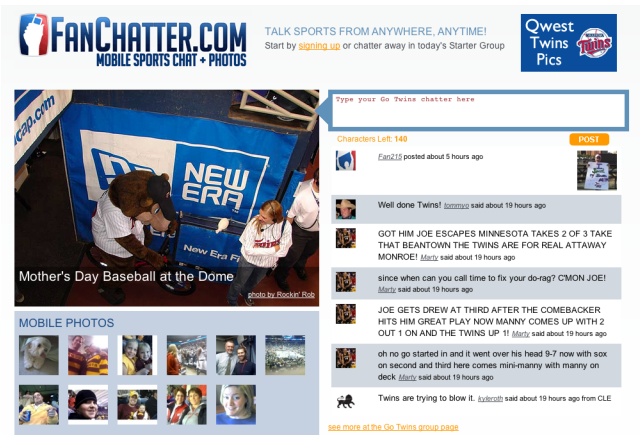 FANCHATTER.COM
MOBILE SPORTS CHAT + PHOTOS
TALK SPORTS FROM ANYWHERE, ANYTIME!
Start by signing up or chatter away in today's Starter Group
Qwest
Twins
Pics
Twins
cap.com
NEW
ERA
New Era Fi
Mother's Day Baseball at the Dome
photo by Rockin' Rob
MOBILE PHOTOS
Type your Go Twins chatter here
Characters Left: 140
POST
Fan215 posted about 5 hours ago
Well done Twins! tommyo said about 19 hours ago
GOT HIM JOE ESCAPES MINNESOTA TAKES 2 OF 3 TAKE
THAT BEANTOWN THE TWINS ARE FOR REAL ATTAWAY
MONROE! Marty said about 19 hours ago
since when can you call time to fix your do-rag? C'MON JOE!
Marty said about 19 hours ago
JOE GETS DREW AT THIRD AFTER THE COMEBACKER
HITS HIM GREAT PLAY NOW MANNY COMES UP WITH 2
OUT 1 ON AND THE TWINS UP 1! Marty said about 19 hours ago
oh no go started in and it went over his head 9-7 now with sox
on second and third here comes mini-manny with manny on
deck Marty said about 19 hours ago
Twins are trying to blow it. kyleroth said about 19 hours ago from CLE
see more at the Go Twins group page